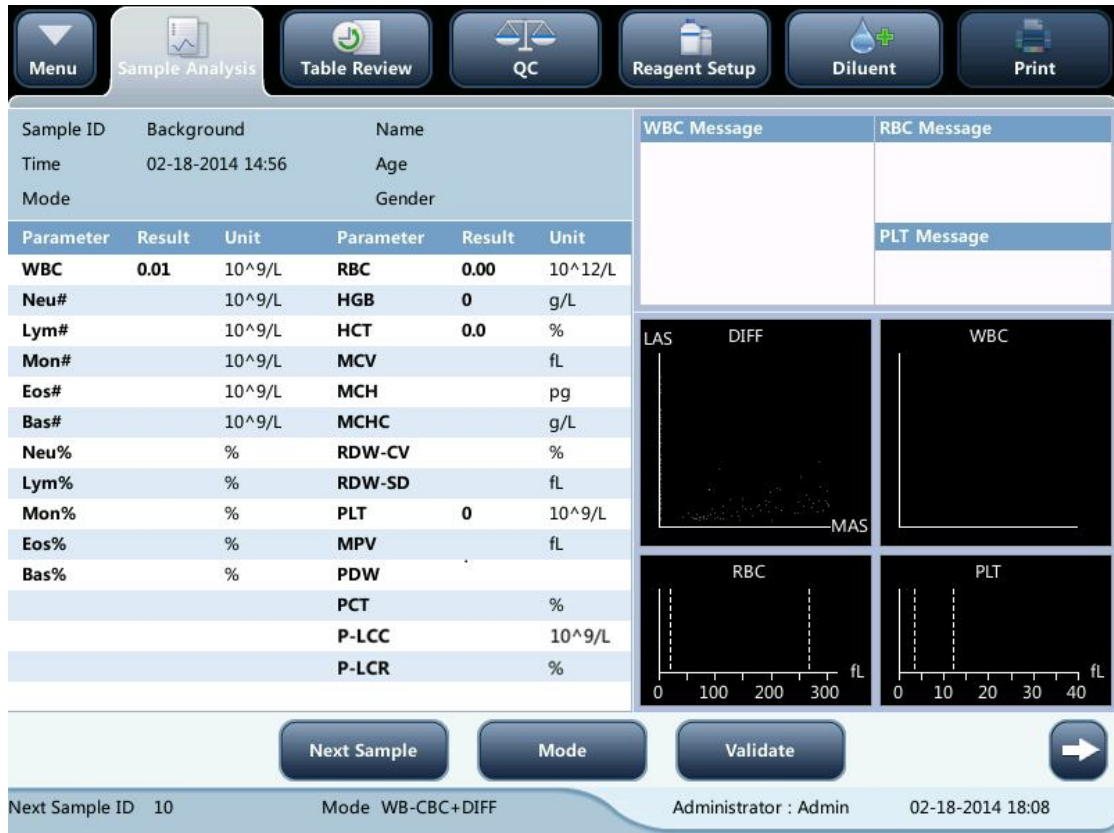 Menu
Sample Analysis
Table Review
QC
Reagent Setup
Diluent
Print
Sample ID Background Name
Time 02-18-2014 14:56 Age
Mode Gender
Parameter Result Unit Parameter Result Unit
WBC 0.01 10^9/L RBC 0.00 10^12/L
Neu# 10^9/L HGB 0 g/L
Lym# 10^9/L HCT 0.0 %
Mon# 10^9/L MCV fL
Eos# 10^9/L MCH pg
Bas# 10^9/L MCHC g/L
Neu% % RDW-CV %
Lym% % RDW-SD fL
Mon% % PLT 0 10^9/L
Eos% % MPV fL
Bas% % PDW
PCT %
P-LCC 10^9/L
P-LCR %
WBC Message
RBC Message
PLT Message
LAS DIFF
MAS
WBC
RBC
fL
0 100 200 300
PLT
fL
0 10 20 30 40
Next Sample
Mode
Validate
Next Sample ID 10 Mode WB-CBC+DIFF Administrator : Admin 02-18-2014 18:08